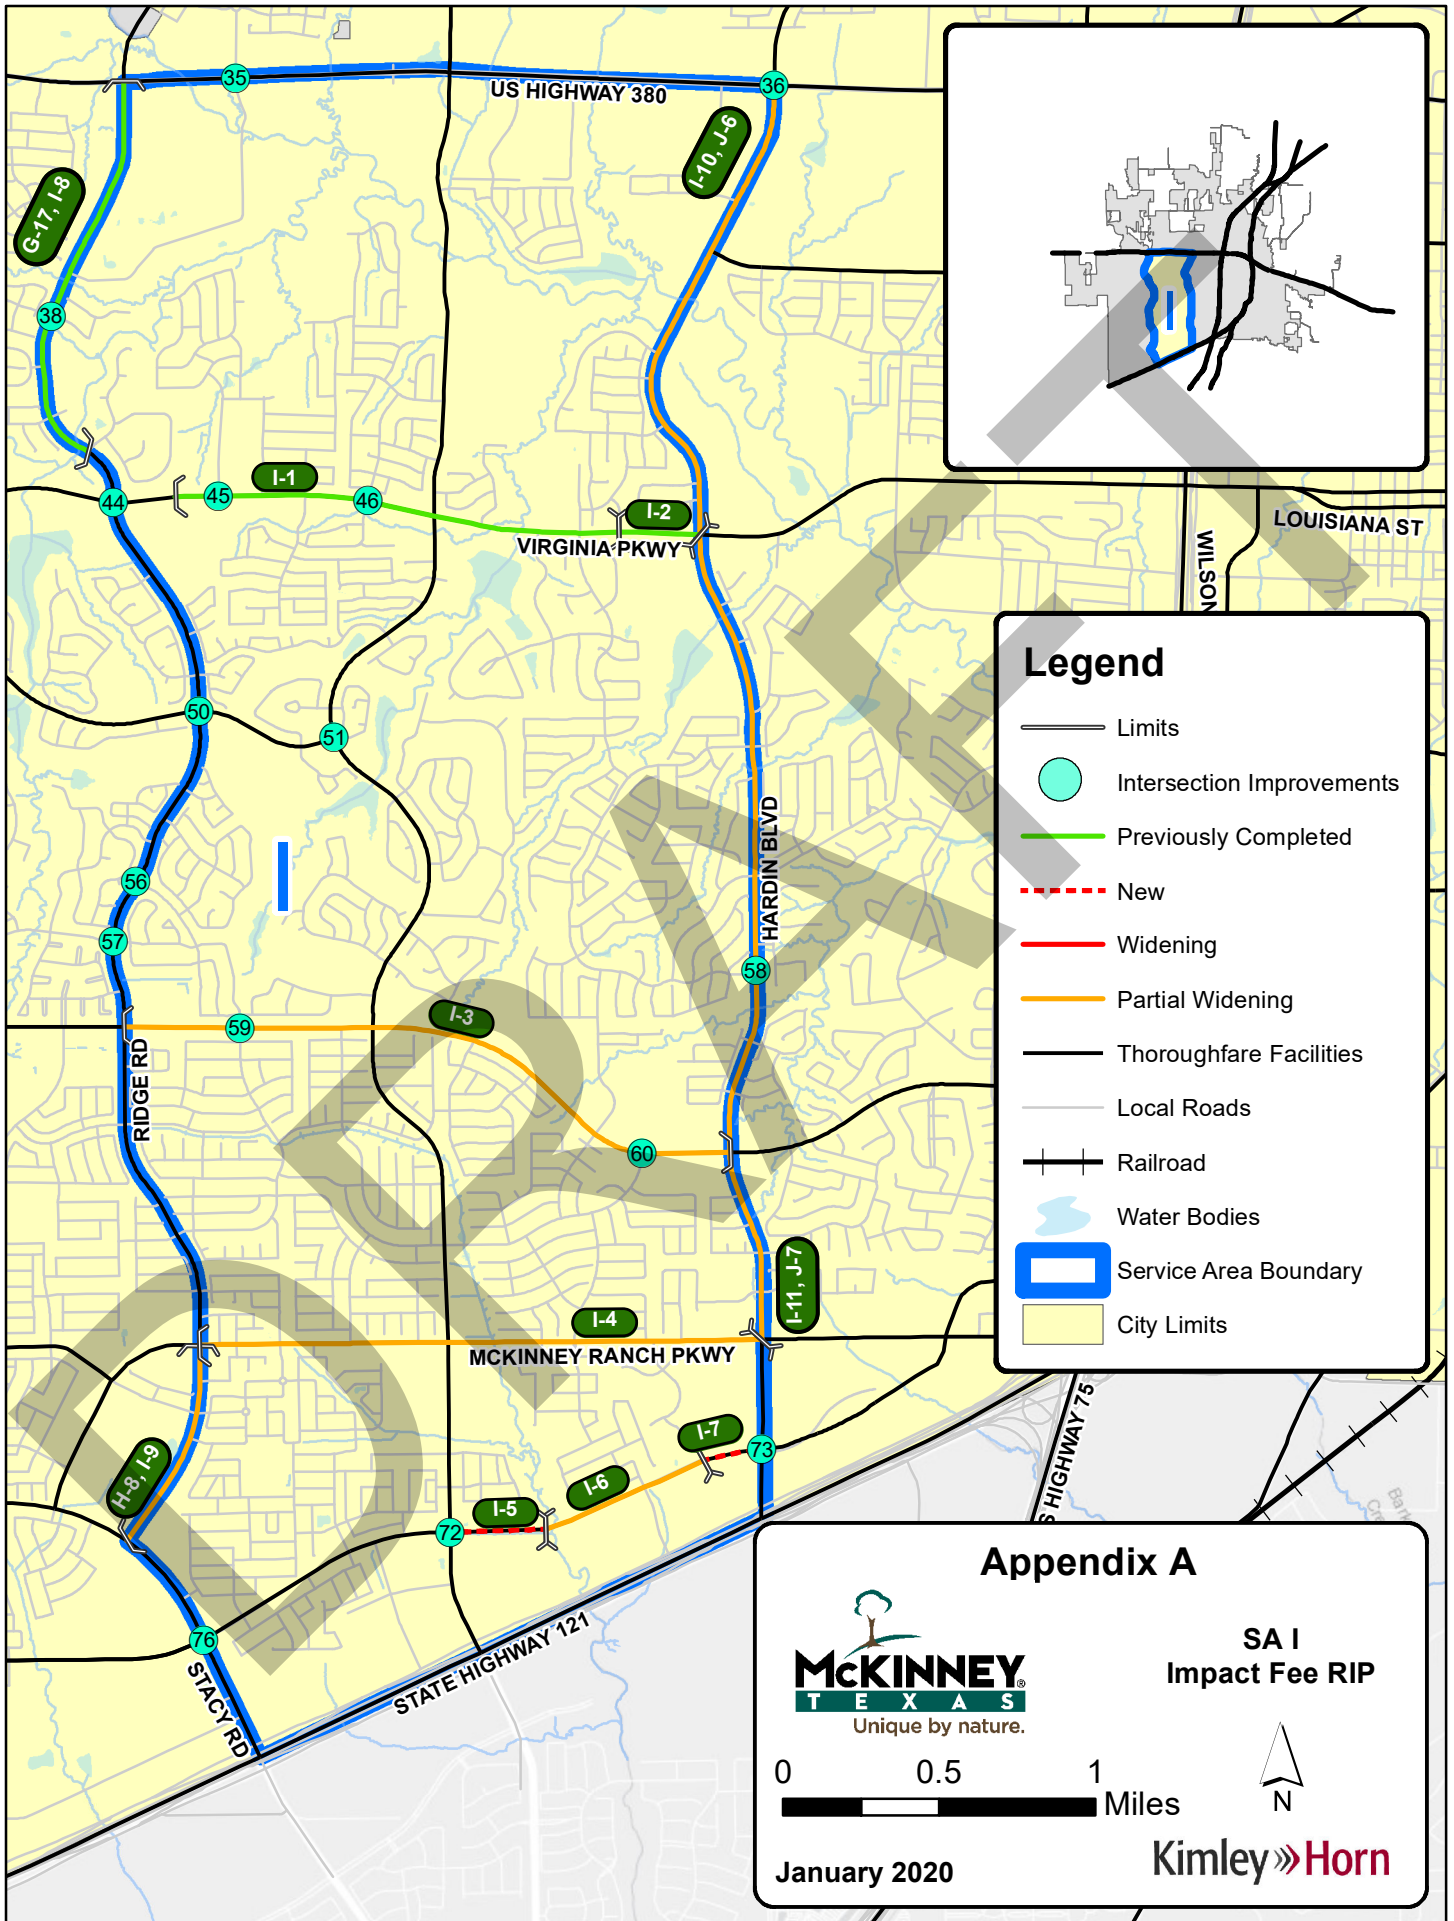 35
US HIGHWAY 380
36
I-10, J-6
G-17, I-8
38
44
45
I-1
46
I-2
VIRGINIA PKWY
LOUISIANA ST
WILSON
50
51
I
56
57
HARDIN BLVD
58
59
I-3
RIDGE RD
60
I-11, J-7
I-4
MCKINNEY RANCH PKWY
I-7
73
H-8, I-9
I-6
I-5
72
76
STACY RD
STATE HIGHWAY 121
S HIGHWAY 75
I
DRAFT
Legend
Limits
Intersection Improvements
Previously Completed
New
Widening
Partial Widening
Thoroughfare Facilities
Local Roads
Railroad
Water Bodies
Service Area Boundary
City Limits
Appendix A
MCKINNEY®
TEXAS
Unique by nature.
SA I
Impact Fee RIP
0 0.5 1
Miles
N
January 2020
Kimley»Horn